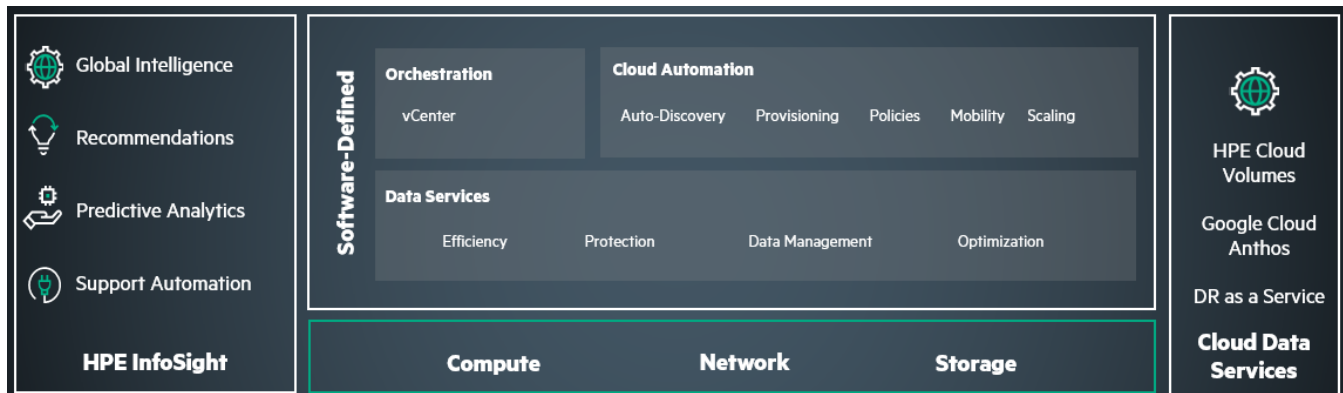 Global Intelligence
Recommendations
Predictive Analytics
Support Automation
HPE InfoSight
Software-Defined
Orchestration
vCenter
Cloud Automation
Auto-Discovery Provisioning Policies Mobility Scaling
Data Services
Efficiency Protection Data Management Optimization
Compute Network Storage
HPE Cloud
Volumes
Google Cloud
Anthos
DR as a Service
Cloud Data
Services